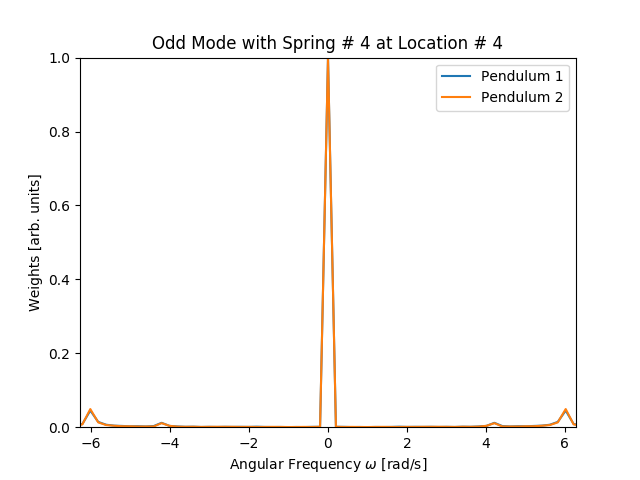 Odd Mode with Spring # 4 at Location # 4
Weights [arb. units]
1.0
0.8
0.6
0.4
0.2
0.0
Pendulum 1
Pendulum 2
−6 −4 −2 0 2 4 6
Angular Frequency ω [rad/s]